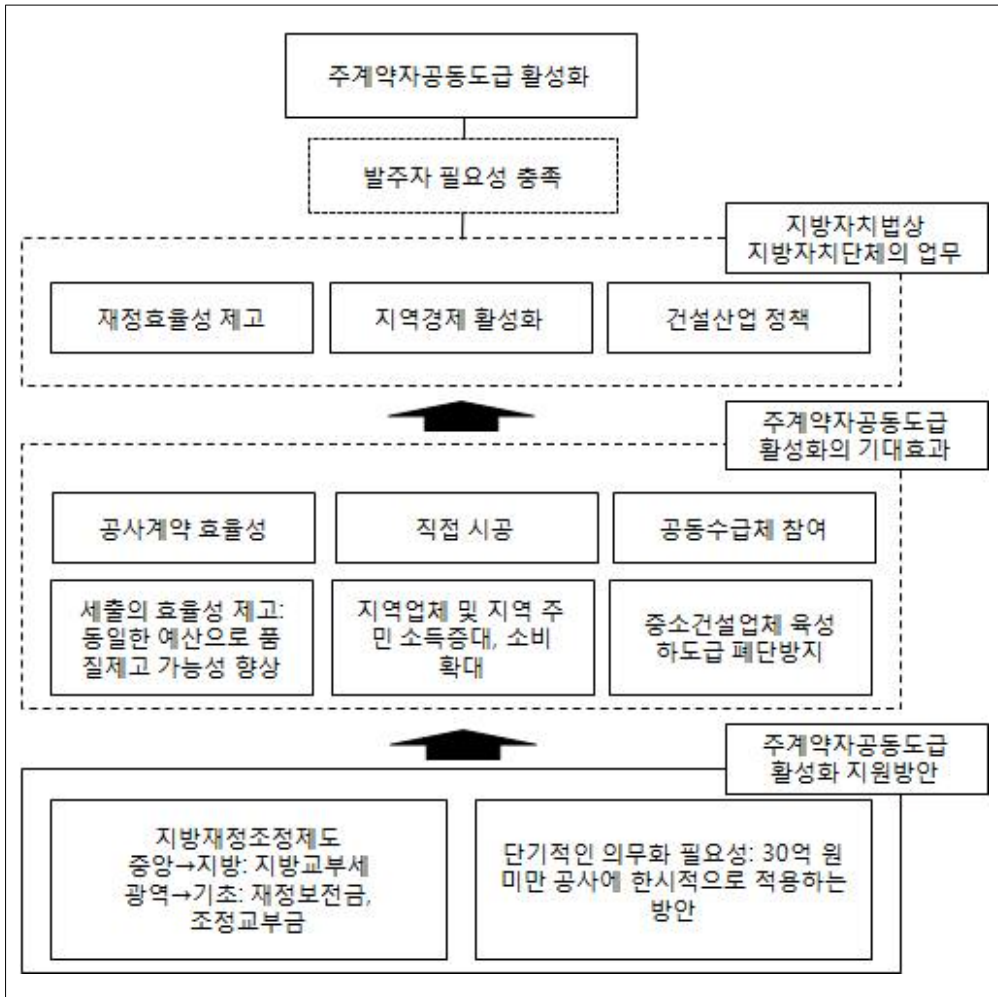 주계약자공동도급 활성화
발주자 필요성 충족
지방자치법상
지방자치단체의 업무
재정효율성 제고
지역경제 활성화
건설산업 정책
주계약자공동도급
활성화의 기대효과
공사계약 효율성
직접 시공
공동수급체 참여
세출의 효율성 제고:
동일한 예산으로 품
질제고 가능성 향상
지역업체 및 지역 주
민 소득증대, 소비
확대
중소건설업체 육성
하도급 폐단방지
주계약자공동도급
활성화 지원방안
지방재정조정제도
중앙→지방: 지방교부세
광역→기초: 재정보전금,
조정교부금
단기적인 의무화 필요성: 30억 원
미만 공사에 한시적으로 적용하는
방안